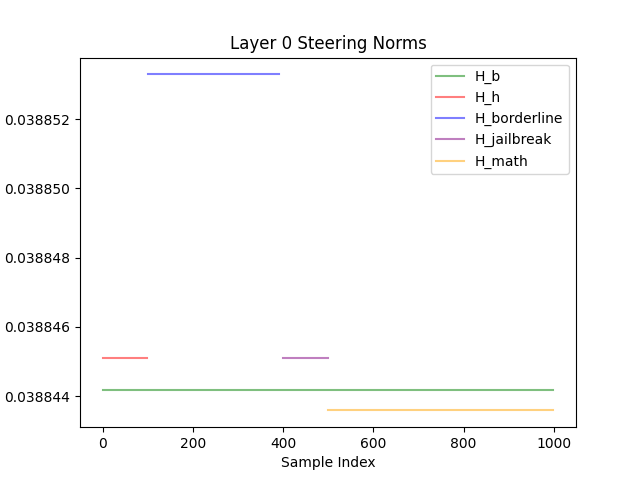 Layer 0 Steering Norms
H_b
H_h
H_borderline
H_jailbreak
H_math
0.038852
0.038850
0.038848
0.038846
0.038844
0 200 400 600 800 1000
Sample Index